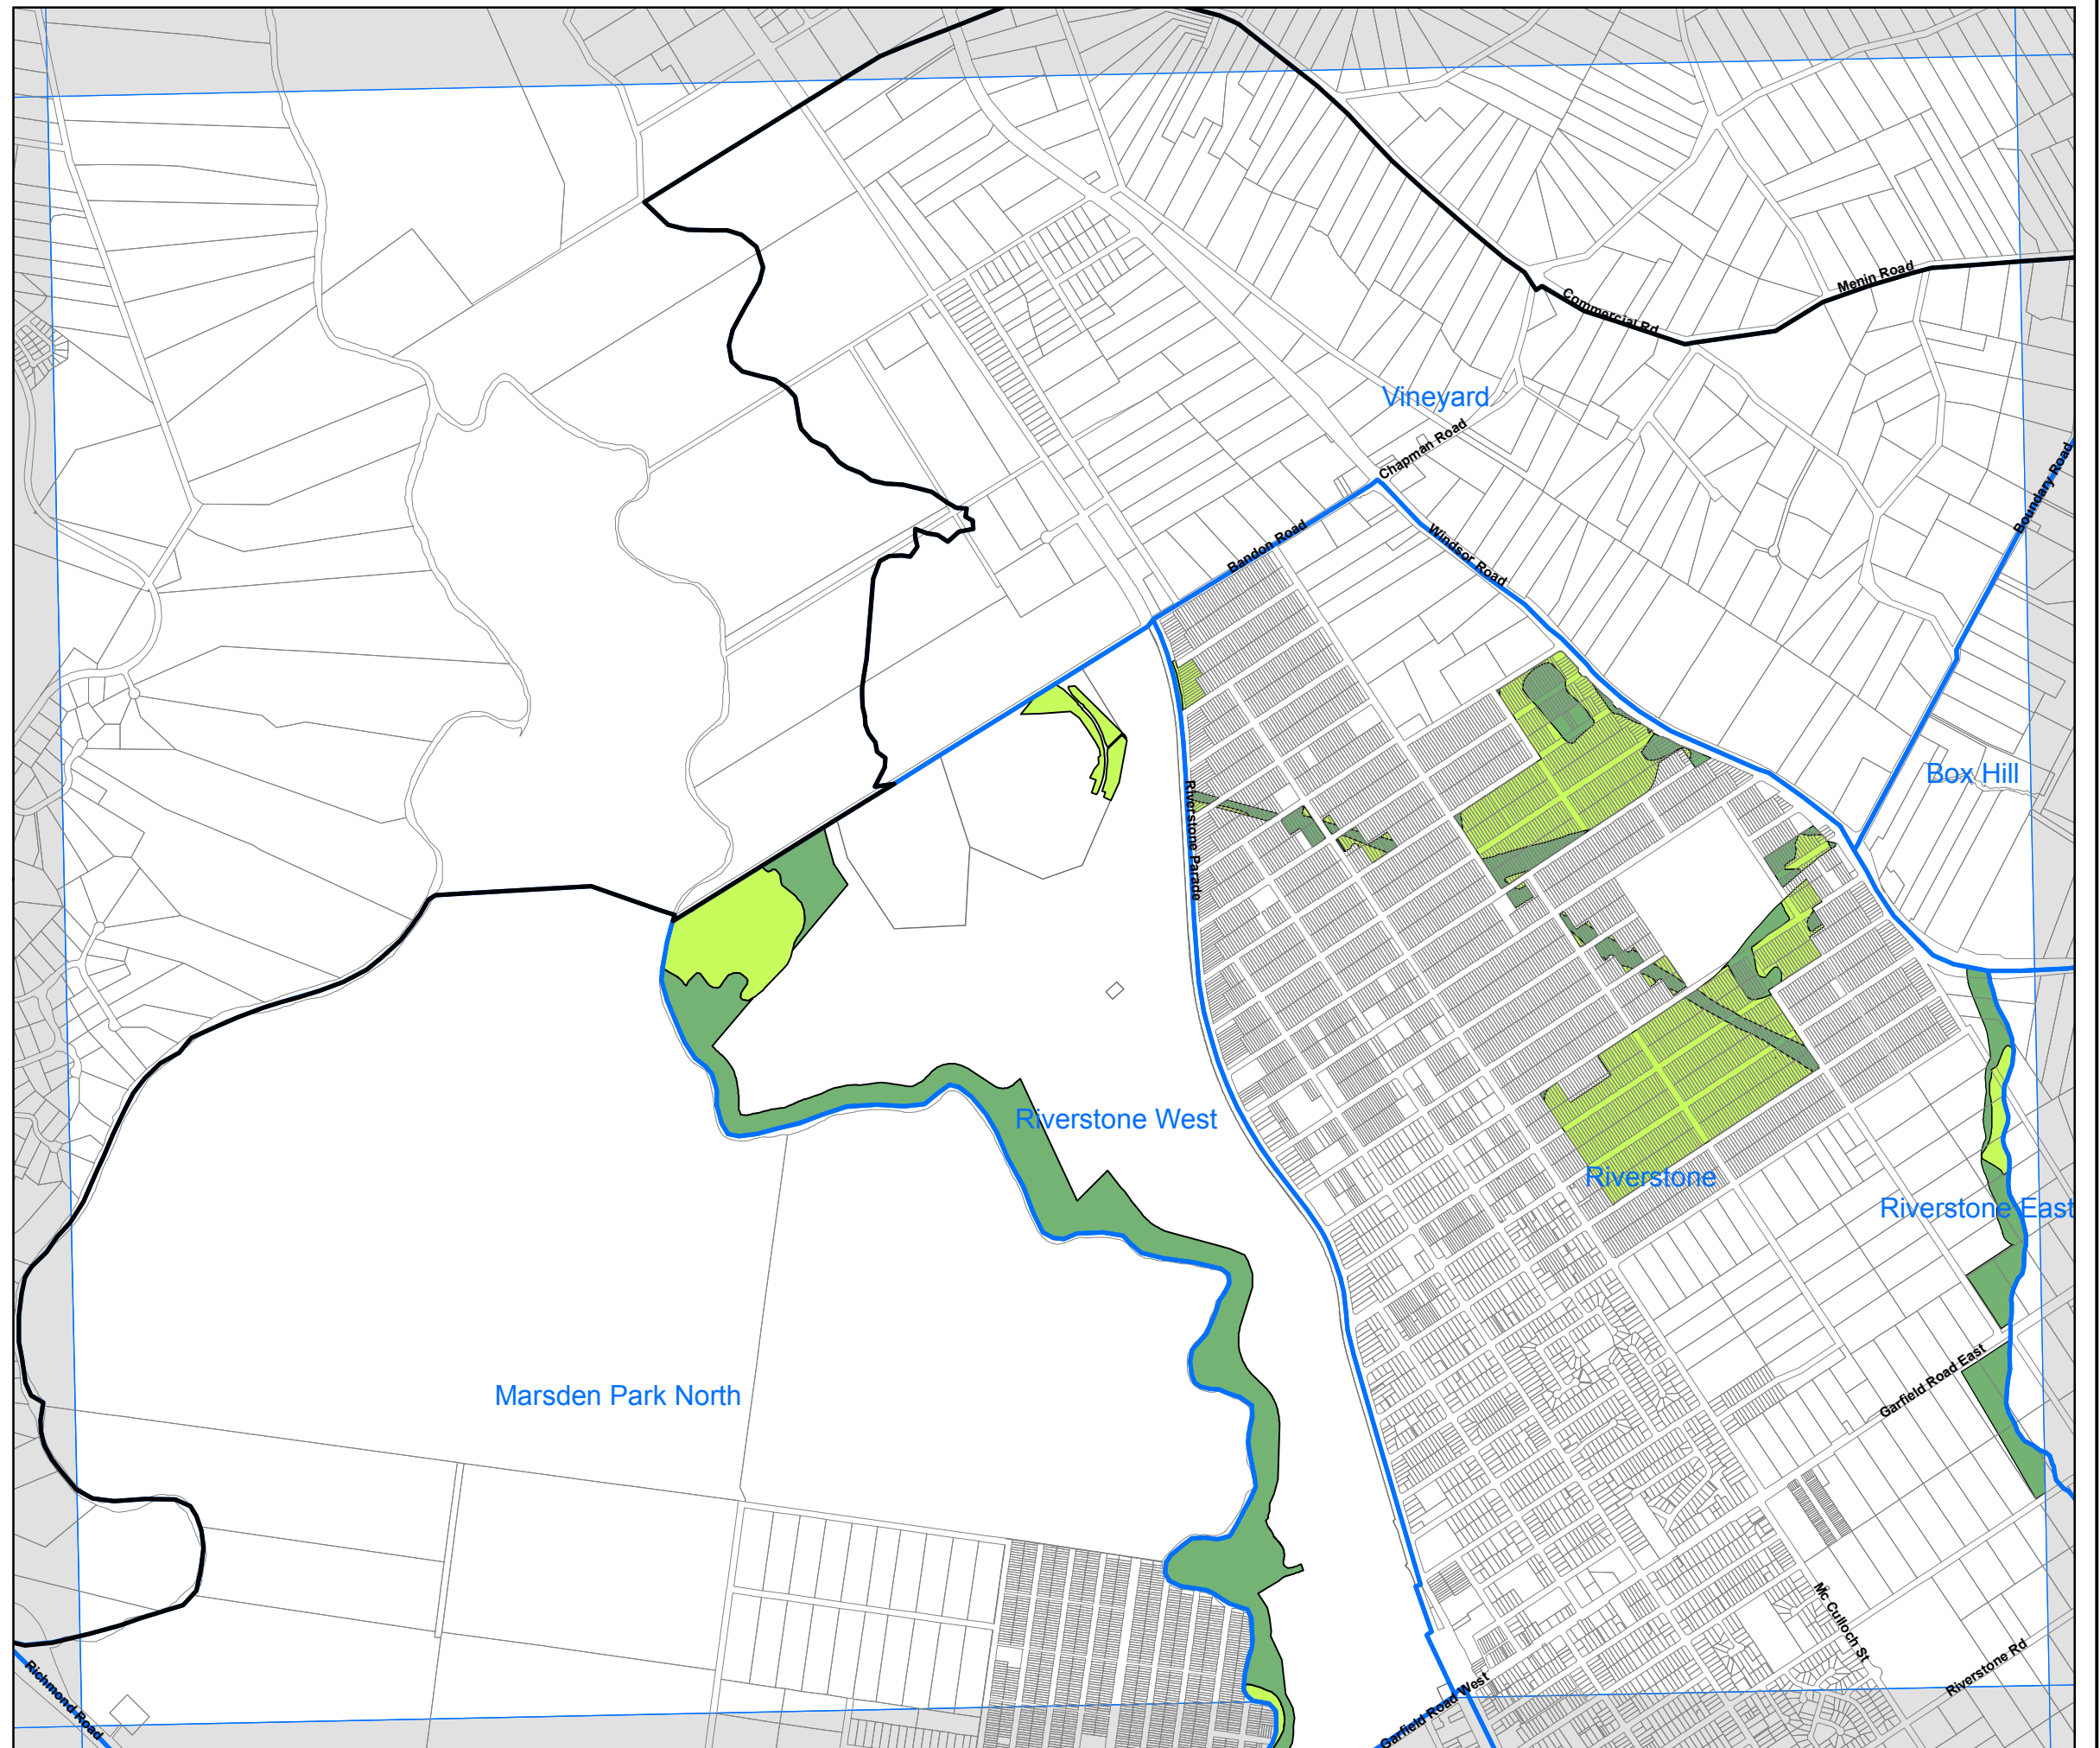 Menin Road
Commercial Rd
Vineyard
Chapman Road
Boundary Road
Bandon Road
Windsor Road
Box Hill
Riverstone Parade
Riverstone West
Riverstone
Riverstone East
Marsden Park North
Garfield Road East
Mc Culloch St
Riverstone Rd
Richmond Road
Garfield Road West